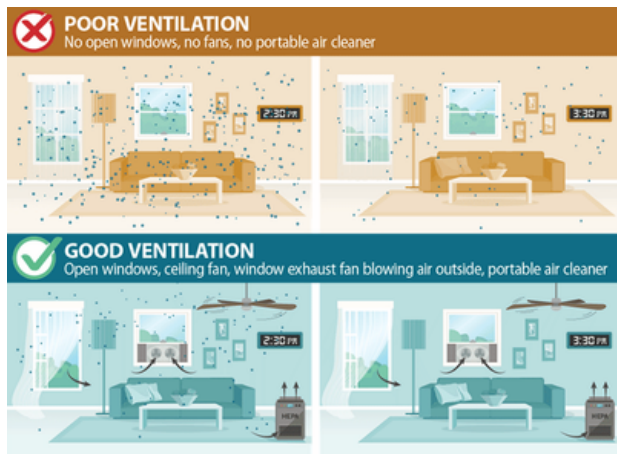 POOR VENTILATION
No open windows, no fans, no portable air cleaner
2:30 PM
3:30 PM
GOOD VENTILATION
Open windows, ceiling fan, window exhaust fan blowing air outside, portable air cleaner
2:30 PM
3:30 PM
HEPA
HEPA